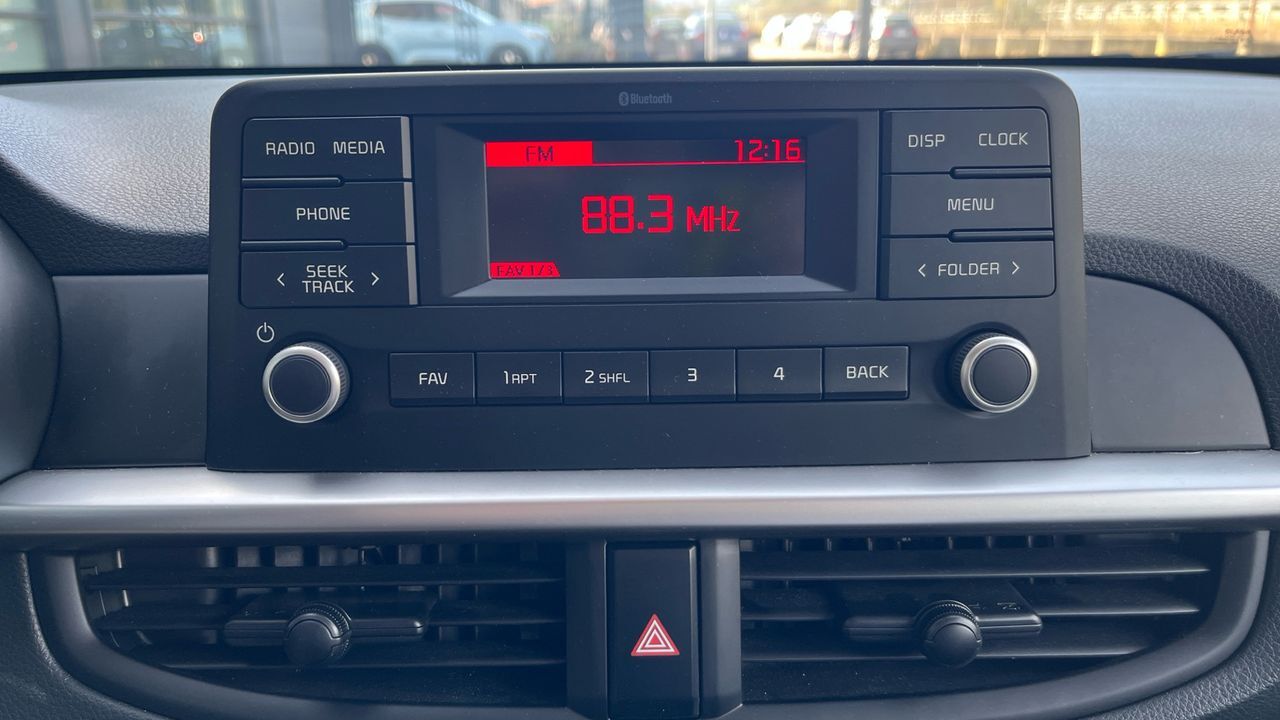 Bluetooth
RADIO MEDIA
PHONE
< SEEK TRACK >
FM 12:16
88.3 MHz
FAV 1/3
DISP CLOCK
MENU
< FOLDER >
FAV
1 RPT
2 SHFL
3
4
BACK